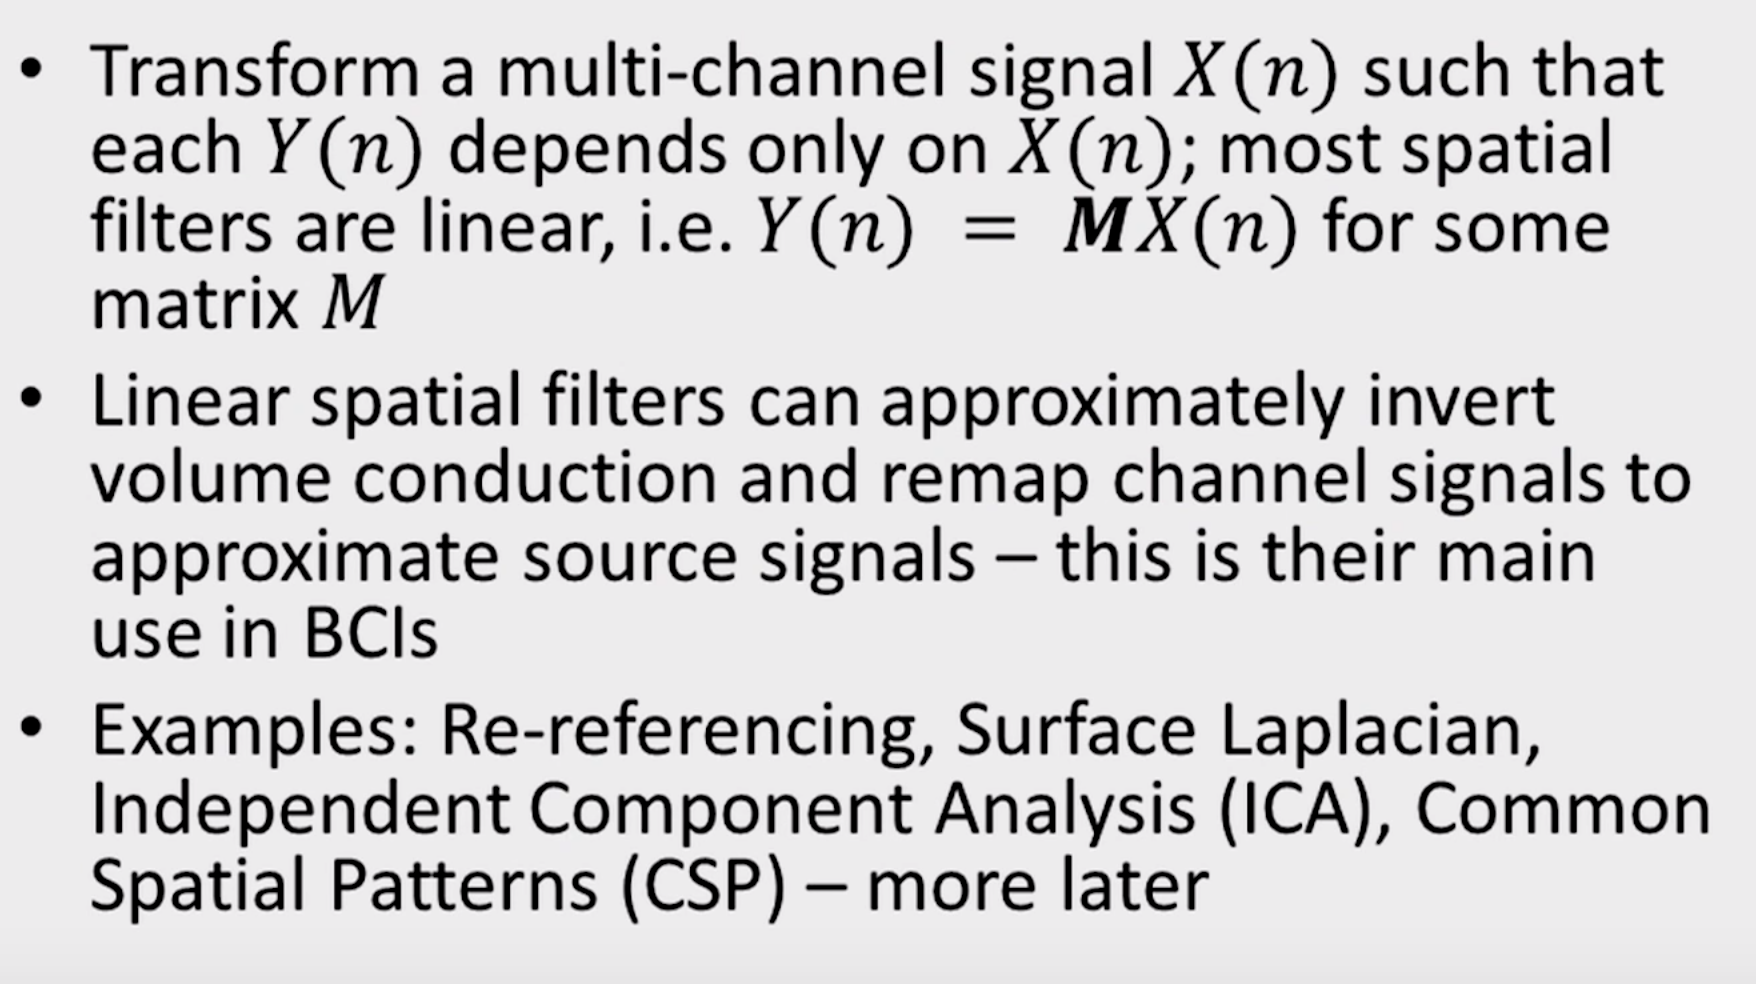 • Transform a multi-channel signal X(n) such that
each Y(n) depends only on X(n); most spatial
filters are linear, i.e. Y(n) = MX(n) for some
matrix M
• Linear spatial filters can approximately invert
volume conduction and remap channel signals to
approximate source signals – this is their main
use in BCIs
• Examples: Re-referencing, Surface Laplacian,
Independent Component Analysis (ICA), Common
Spatial Patterns (CSP) – more later